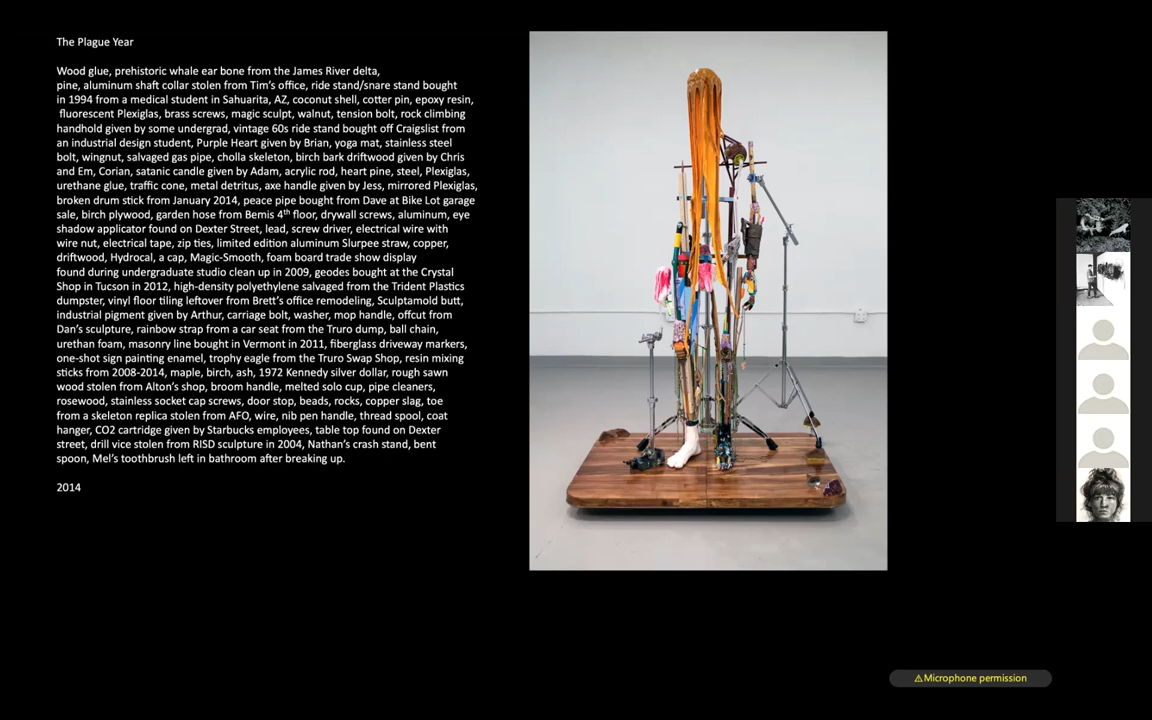 The Plague Year
Wood glue, prehistoric whale ear bone from the James River delta,
pine, aluminum shaft collar stolen from Tim's office, ride stand/snare stand bought
in 1994 from a medical student in Sahuarita, AZ, coconut shell, cotter pin, epoxy resin,
fluorescent Plexiglas, brass screws, magic sculpt, walnut, tension bolt, rock climbing
handhold given by some undergrad, vintage 60s ride stand bought off Craigslist from
an industrial design student, Purple Heart given by Brian, yoga mat, stainless steel
bolt, wingnut, salvaged gas pipe, cholla skeleton, birch bark driftwood given by Chris
and Em, Corian, satanic candle given by Adam, acrylic rod, heart pine, steel, Plexiglas,
urethane glue, traffic cone, metal detritus, axe handle given by Jess, mirrored Plexiglas,
broken drum stick from January 2014, peace pipe bought from Dave at Bike Lot garage
sale, birch plywood, garden hose from Bemis 4th floor, drywall screws, aluminum, eye
shadow applicator found on Dexter Street, lead, screw driver, electrical wire with
wire nut, electrical tape, zip ties, limited edition aluminum Slurpee straw, copper,
driftwood, Hydrocal, a cap, Magic-Smooth, foam board trade show display
found during undergraduate studio clean up in 2009, geodes bought at the Crystal
Shop in Tucson in 2012, high-density polyethylene salvaged from the Trident Plastics
dumpster, vinyl floor tiling leftover from Brett's office remodeling, Sculptamold butt,
industrial pigment given by Arthur, carriage bolt, washer, mop handle, offcut from
Dan's sculpture, rainbow strap from a car seat from the Truro dump, ball chain,
urethan foam, masonry line bought in Vermont in 2011, fiberglass driveway markers,
one-shot sign painting enamel, trophy eagle from the Truro Swap Shop, resin mixing
sticks from 2008-2014, maple, birch, ash, 1972 Kennedy silver dollar, rough sawn
wood stolen from Alton's shop, broom handle, melted solo cup, pipe cleaners,
rosewood, stainless socket cap screws, door stop, beads, rocks, copper slag, toe
from a skeleton replica stolen from AFO, wire, nib pen handle, thread spool, coat
hanger, CO2 cartridge given by Starbucks employees, table top found on Dexter
street, drill vice stolen from RISD sculpture in 2004, Nathan's crash stand, bent
spoon, Mel's toothbrush left in bathroom after breaking up.
2014
⚠Microphone permission